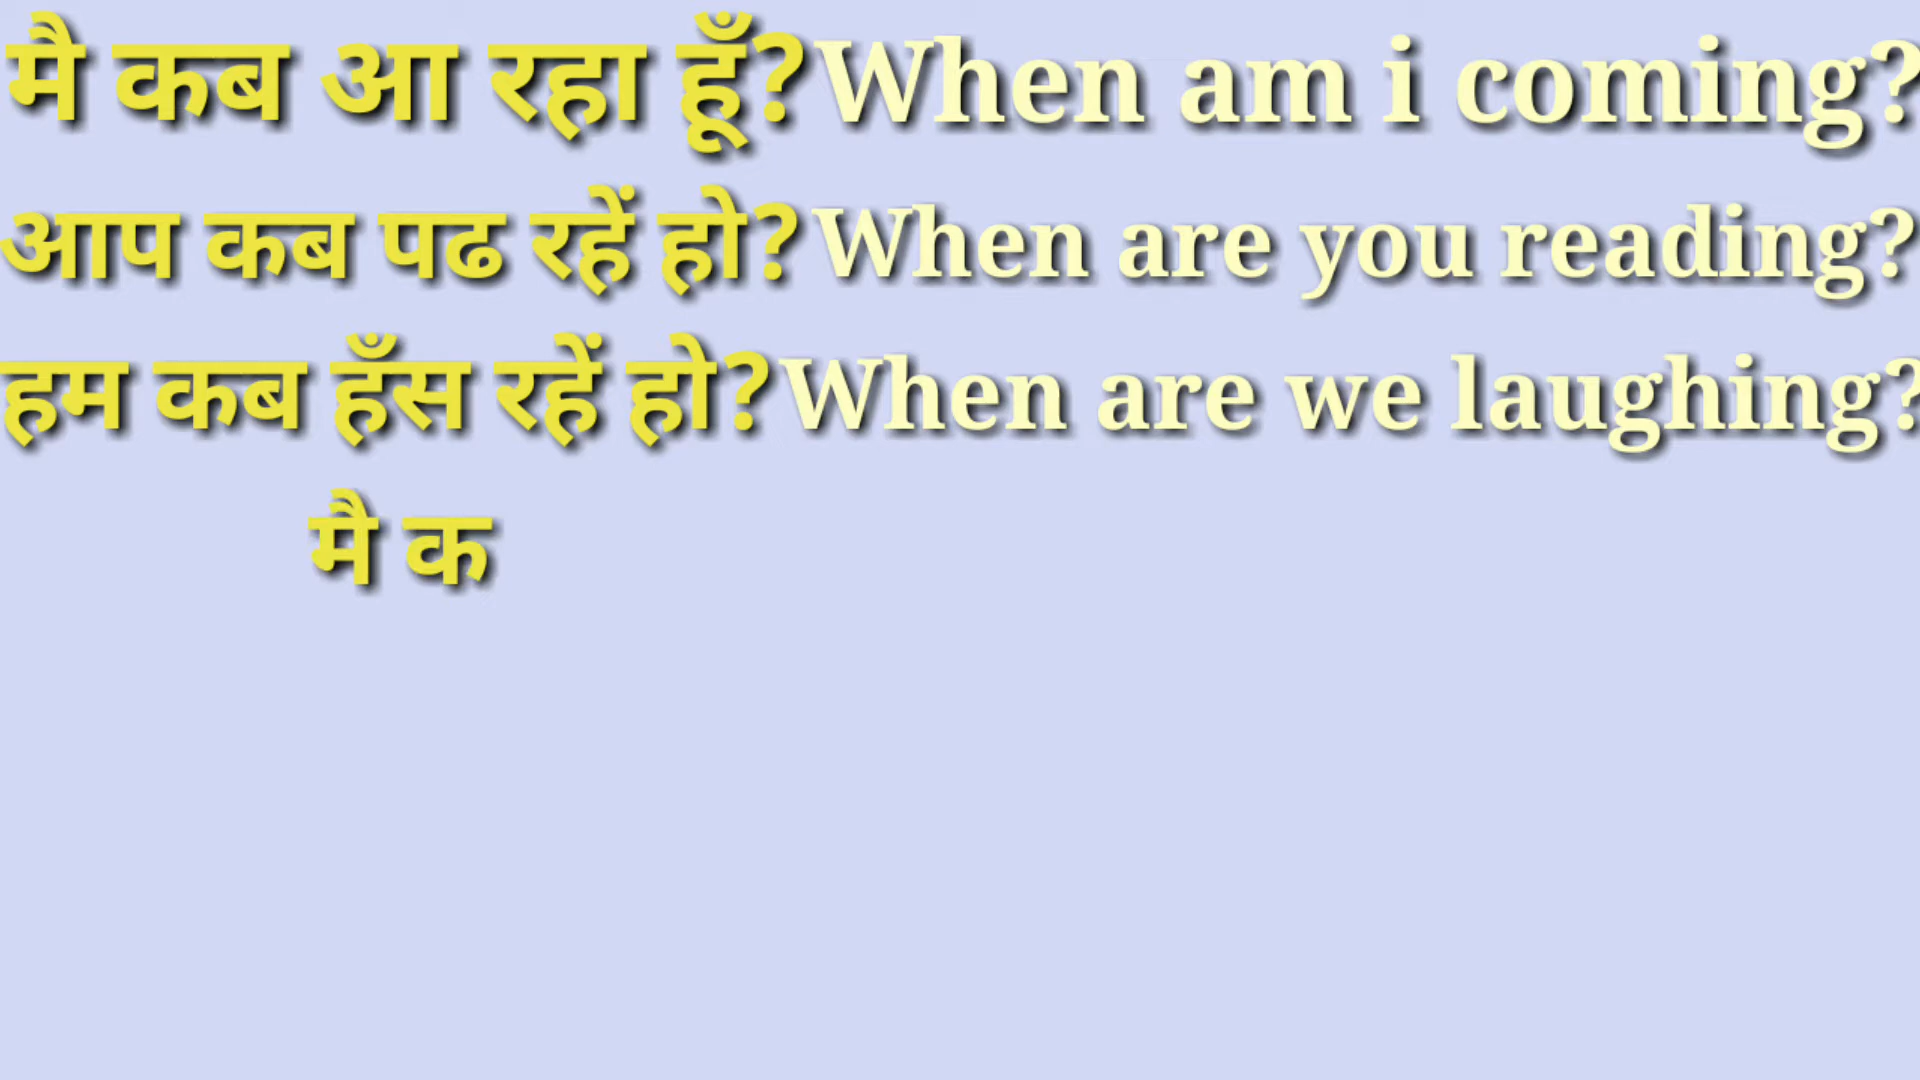 मै कब आ रहा हूँ? When am i coming?
आप कब पढ रहें हो? When are you reading?
हम कब हँस रहें हो? When are we laughing?
मै क